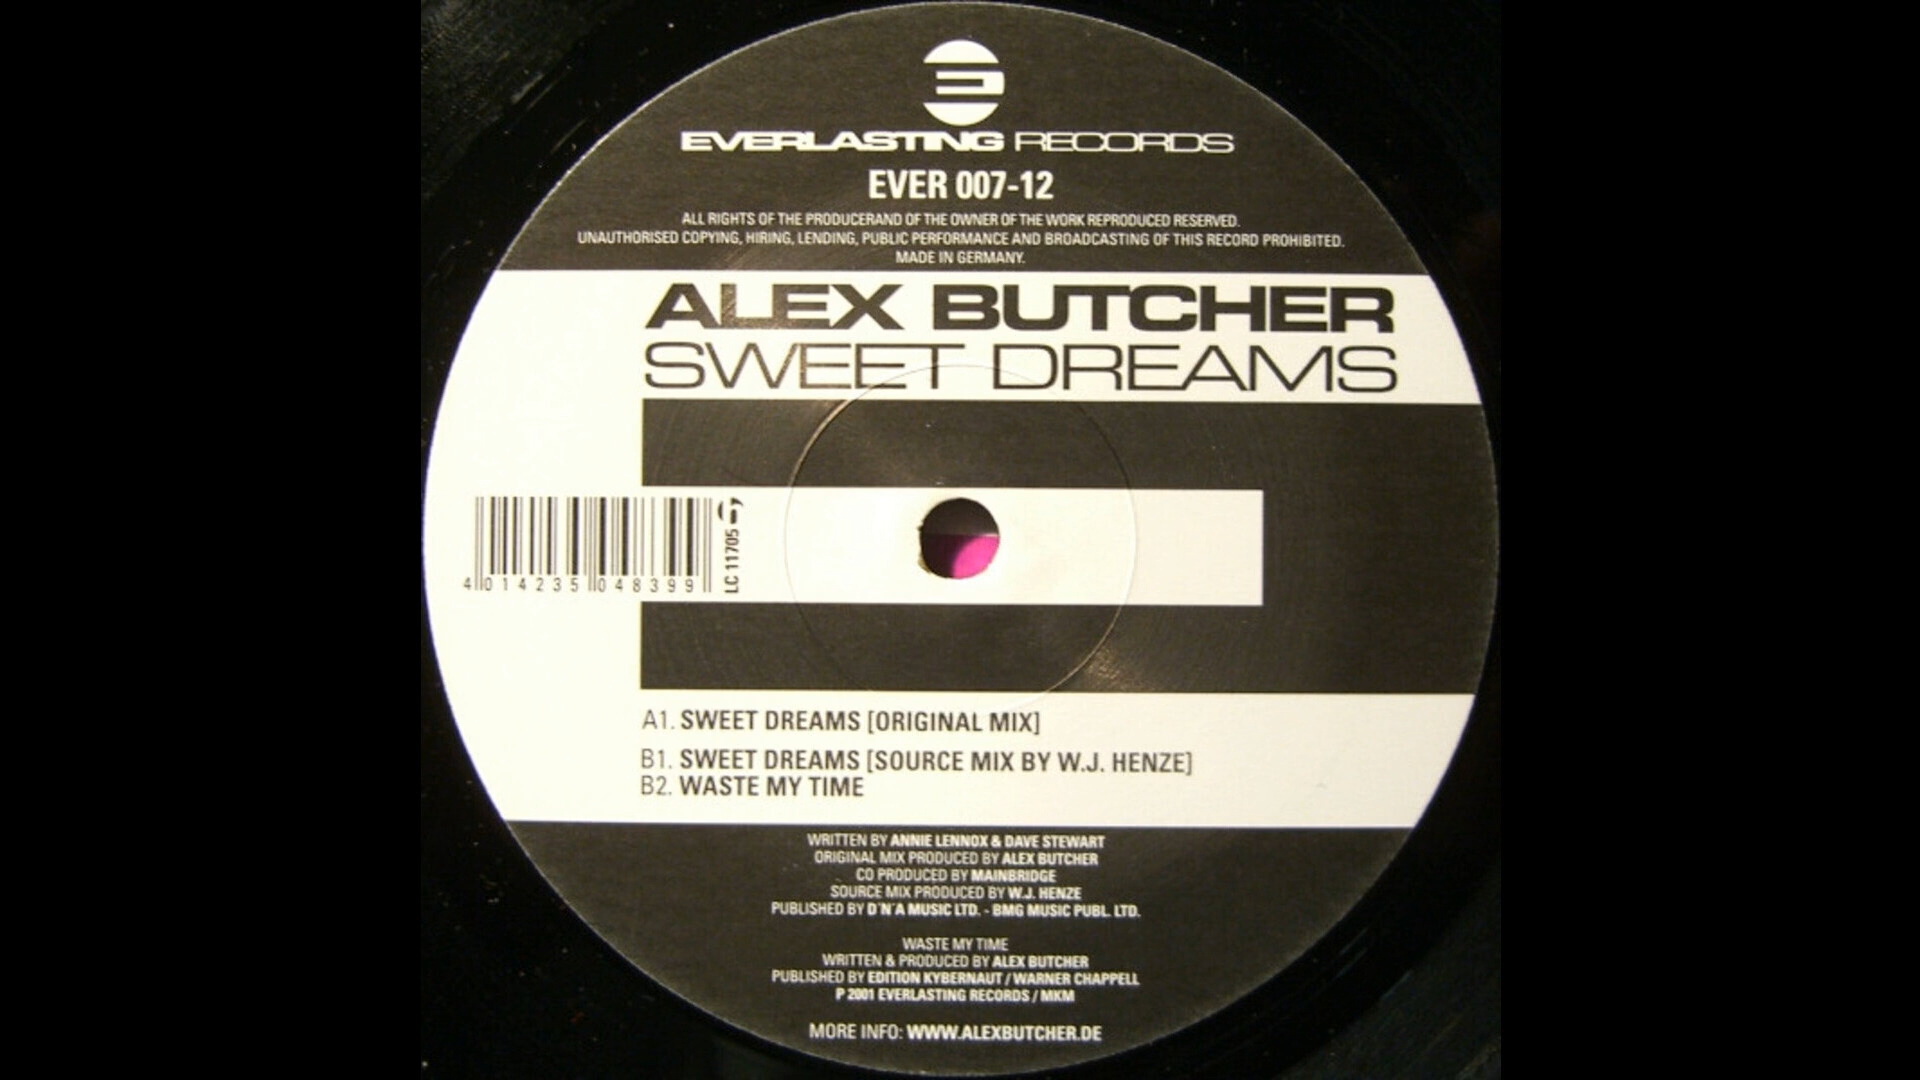 EVERLASTING RECORDS
EVER 007-12
ALL RIGHTS OF THE PRODUCERAND OF THE OWNER OF THE WORK REPRODUCED RESERVED.
UNAUTHORISED COPYING, HIRING, LENDING, PUBLIC PERFORMANCE AND BROADCASTING OF THIS RECORD PROHIBITED.
MADE IN GERMANY.
ALEX BUTCHER
SWEET DREAMS
4 014235 048399
LC 11705
A1. SWEET DREAMS [ORIGINAL MIX]
B1. SWEET DREAMS [SOURCE MIX BY W.J. HENZE]
B2. WASTE MY TIME
WRITTEN BY ANNIE LENNOX & DAVE STEWART
ORIGINAL MIX PRODUCED BY ALEX BUTCHER
CO PRODUCED BY MAINBRIDGE
SOURCE MIX PRODUCED BY W.J. HENZE
PUBLISHED BY D´N´A MUSIC LTD. - BMG MUSIC PUBL. LTD.
WASTE MY TIME
WRITTEN & PRODUCED BY ALEX BUTCHER
PUBLISHED BY EDITION KYBERNAUT / WARNER CHAPPELL
P 2001 EVERLASTING RECORDS / MKM
MORE INFO: WWW.ALEXBUTCHER.DE